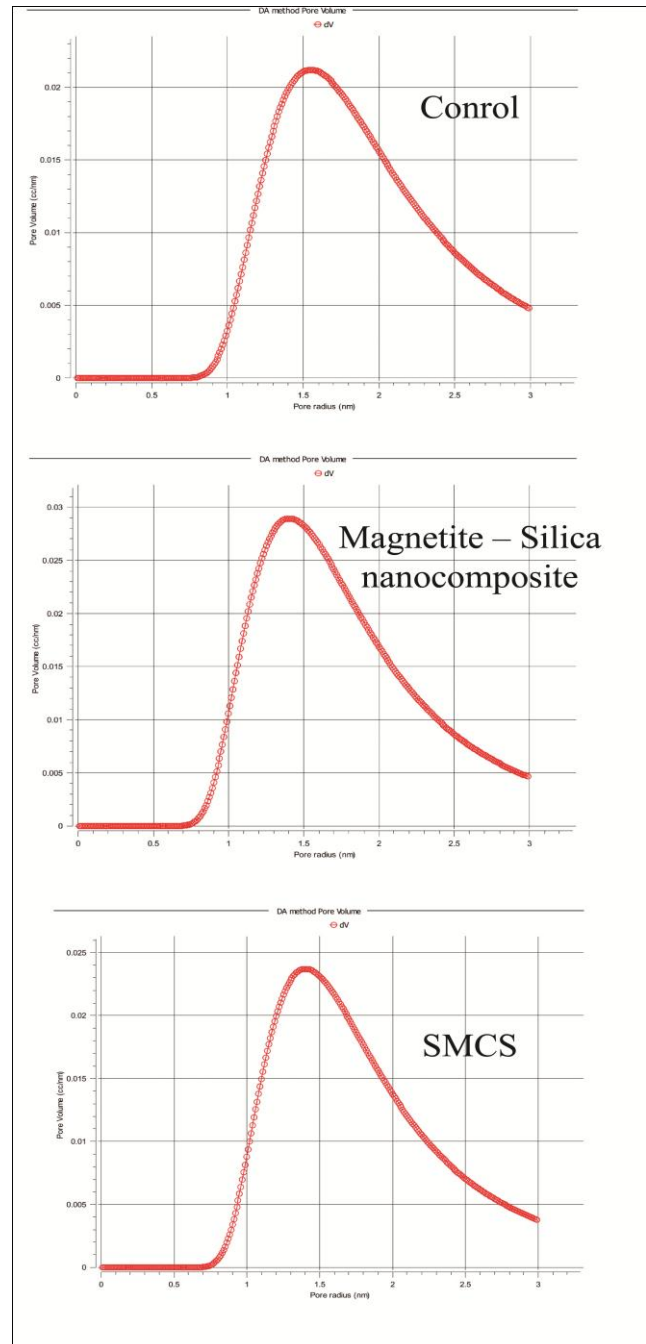 DA method Pore Volume
dV
Conrol
0.02
0.015
0.01
0.005
0
Pore Volume (cc/nm)
0 0.5 1 1.5 2 2.5 3
Pore radius (nm)
DA method Pore Volume
dV
Magnetite – Silica
nanocomposite
0.03
0.025
0.02
0.015
0.01
0.005
0
Pore Volume (cc/nm)
0 0.5 1 1.5 2 2.5 3
Pore radius (nm)
DA method Pore Volume
dV
SMCS
0.025
0.02
0.015
0.01
0.005
0
Pore Volume (cc/nm)
0 0.5 1 1.5 2 2.5 3
Pore radius (nm)